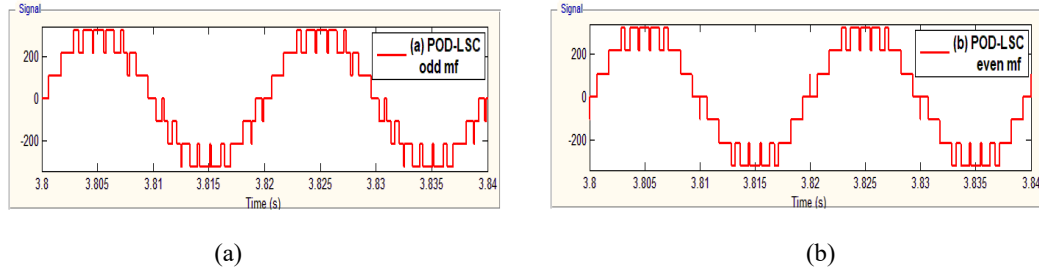 Signal
(a) POD-LSC
odd mf
200
0
-200
3.8 3.805 3.81 3.815 3.82 3.825 3.83 3.835 3.84
Time (s)
(a)
Signal
(b) POD-LSC
even mf
200
0
-200
3.8 3.805 3.81 3.815 3.82 3.825 3.83 3.835 3.84
Time (s)
(b)